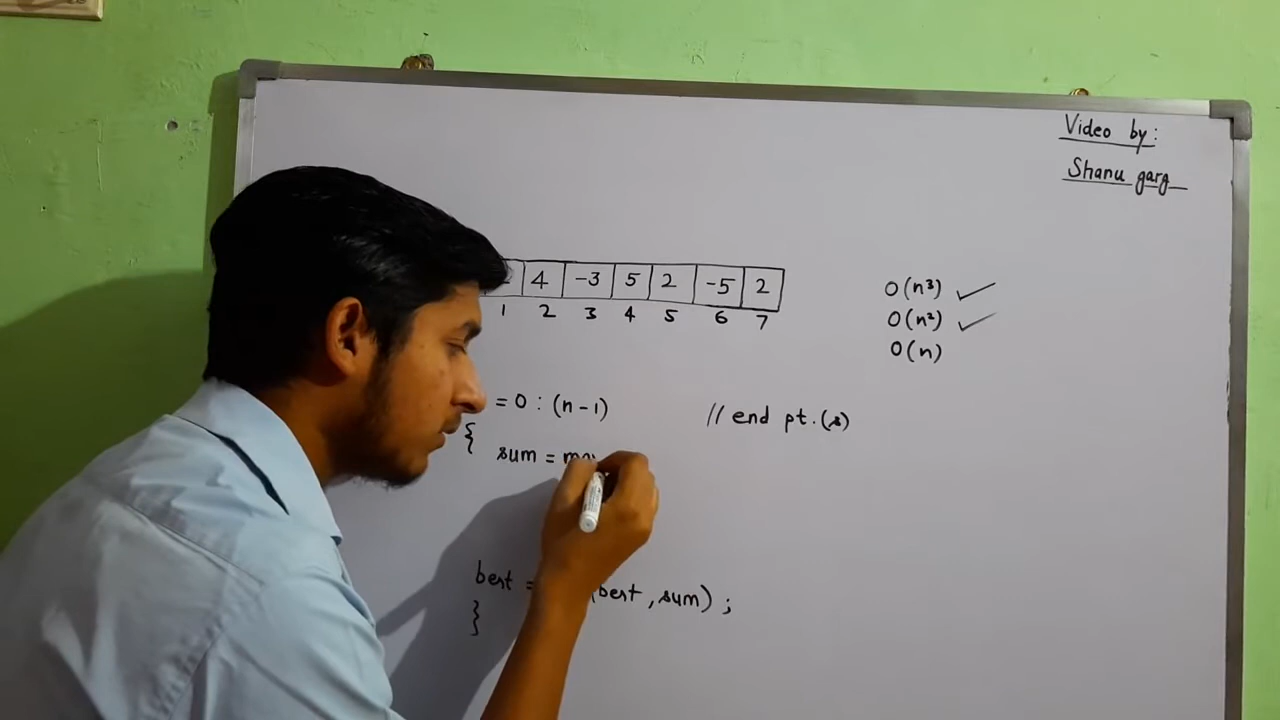 Video by:
Shanu garg
4 -3 5 2 -5 2
1 2 3 4 5 6 7
O(n³) ✓
O(n²) ✓
O(n)
= 0 : (n-1) // end pt.(s)
{
sum =
best = (best, sum) ;
}